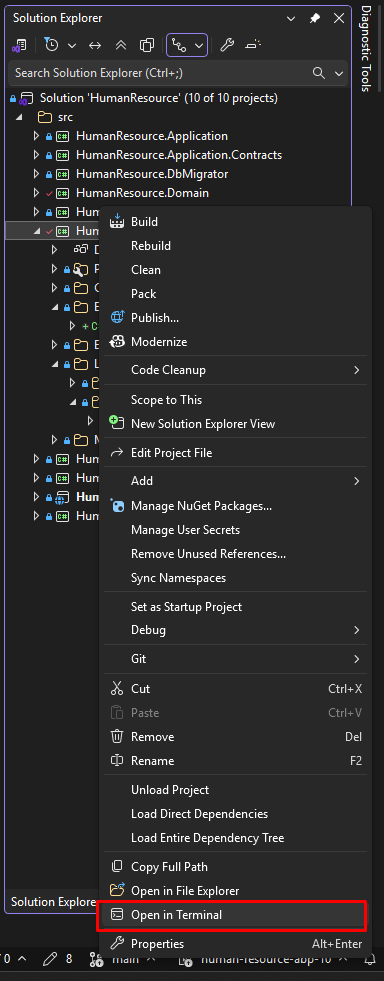 Solution Explorer
Diagnostic Tools
Search Solution Explorer (Ctrl+;)
Solution 'HumanResource' (10 of 10 projects)
src
HumanResource.Application
HumanResource.Application.Contracts
HumanResource.DbMigrator
HumanResource.Domain
Hum
Hum
D
P
C
E
C
E
L
M
Hum
Hum
Hum
Hum
Build
Rebuild
Clean
Pack
Publish...
Modernize
Code Cleanup
Scope to This
New Solution Explorer View
Edit Project File
Add
Manage NuGet Packages...
Manage User Secrets
Remove Unused References...
Sync Namespaces
Set as Startup Project
Debug
Git
Cut Ctrl+X
Paste Ctrl+V
Remove Del
Rename F2
Unload Project
Load Direct Dependencies
Load Entire Dependency Tree
Copy Full Path
Open in File Explorer
Open in Terminal
Properties Alt+Enter
Solution Explore
0 8 main human-resource-abp-10